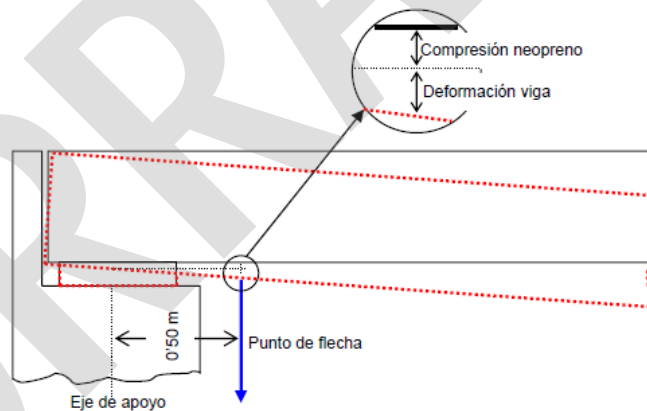 Compresión neopreno
Deformación viga
0'50 m
Punto de flecha
Eje de apoyo